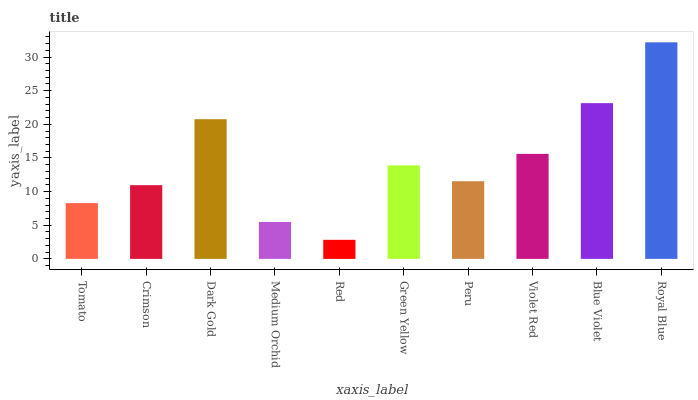 title
yaxis_label
30
25
20
15
10
5
0
Tomato
Crimson
Dark Gold
Medium Orchid
Red
Green Yellow
Peru
Violet Red
Blue Violet
Royal Blue
xaxis_label